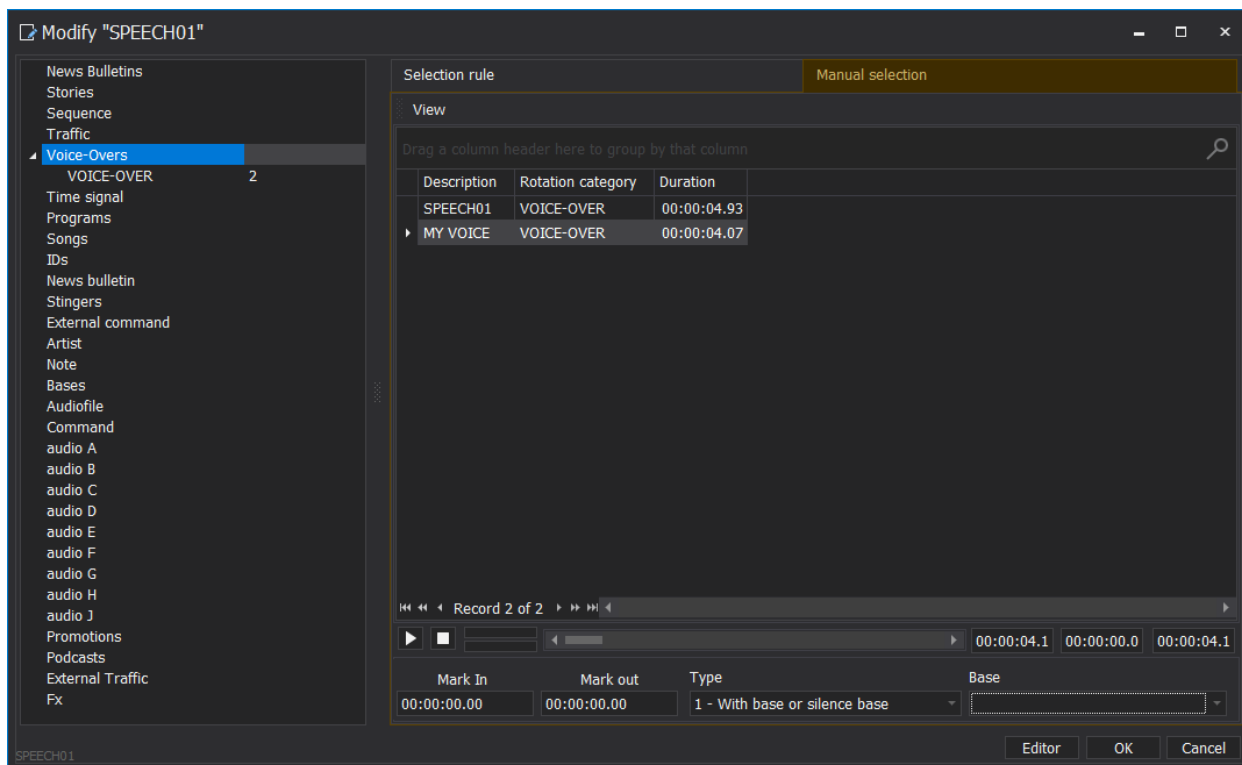 Modify "SPEECH01"
News Bulletins
Stories
Sequence
Traffic
Voice-Overs
VOICE-OVER 2
Time signal
Programs
Songs
IDs
News bulletin
Stingers
External command
Artist
Note
Bases
Audiofile
Command
audio A
audio B
audio C
audio D
audio E
audio F
audio G
audio H
audio J
Promotions
Podcasts
External Traffic
Fx
Selection rule Manual selection
View
Drag a column header here to group by that column
Description Rotation category Duration
SPEECH01 VOICE-OVER 00:00:04.93
MY VOICE VOICE-OVER 00:00:04.07
Record 2 of 2
00:00:04.1 00:00:00.0 00:00:04.1
Mark In Mark out Type Base
00:00:00.00 00:00:00.00 1 - With base or silence base
Editor OK Cancel
SPEECH01